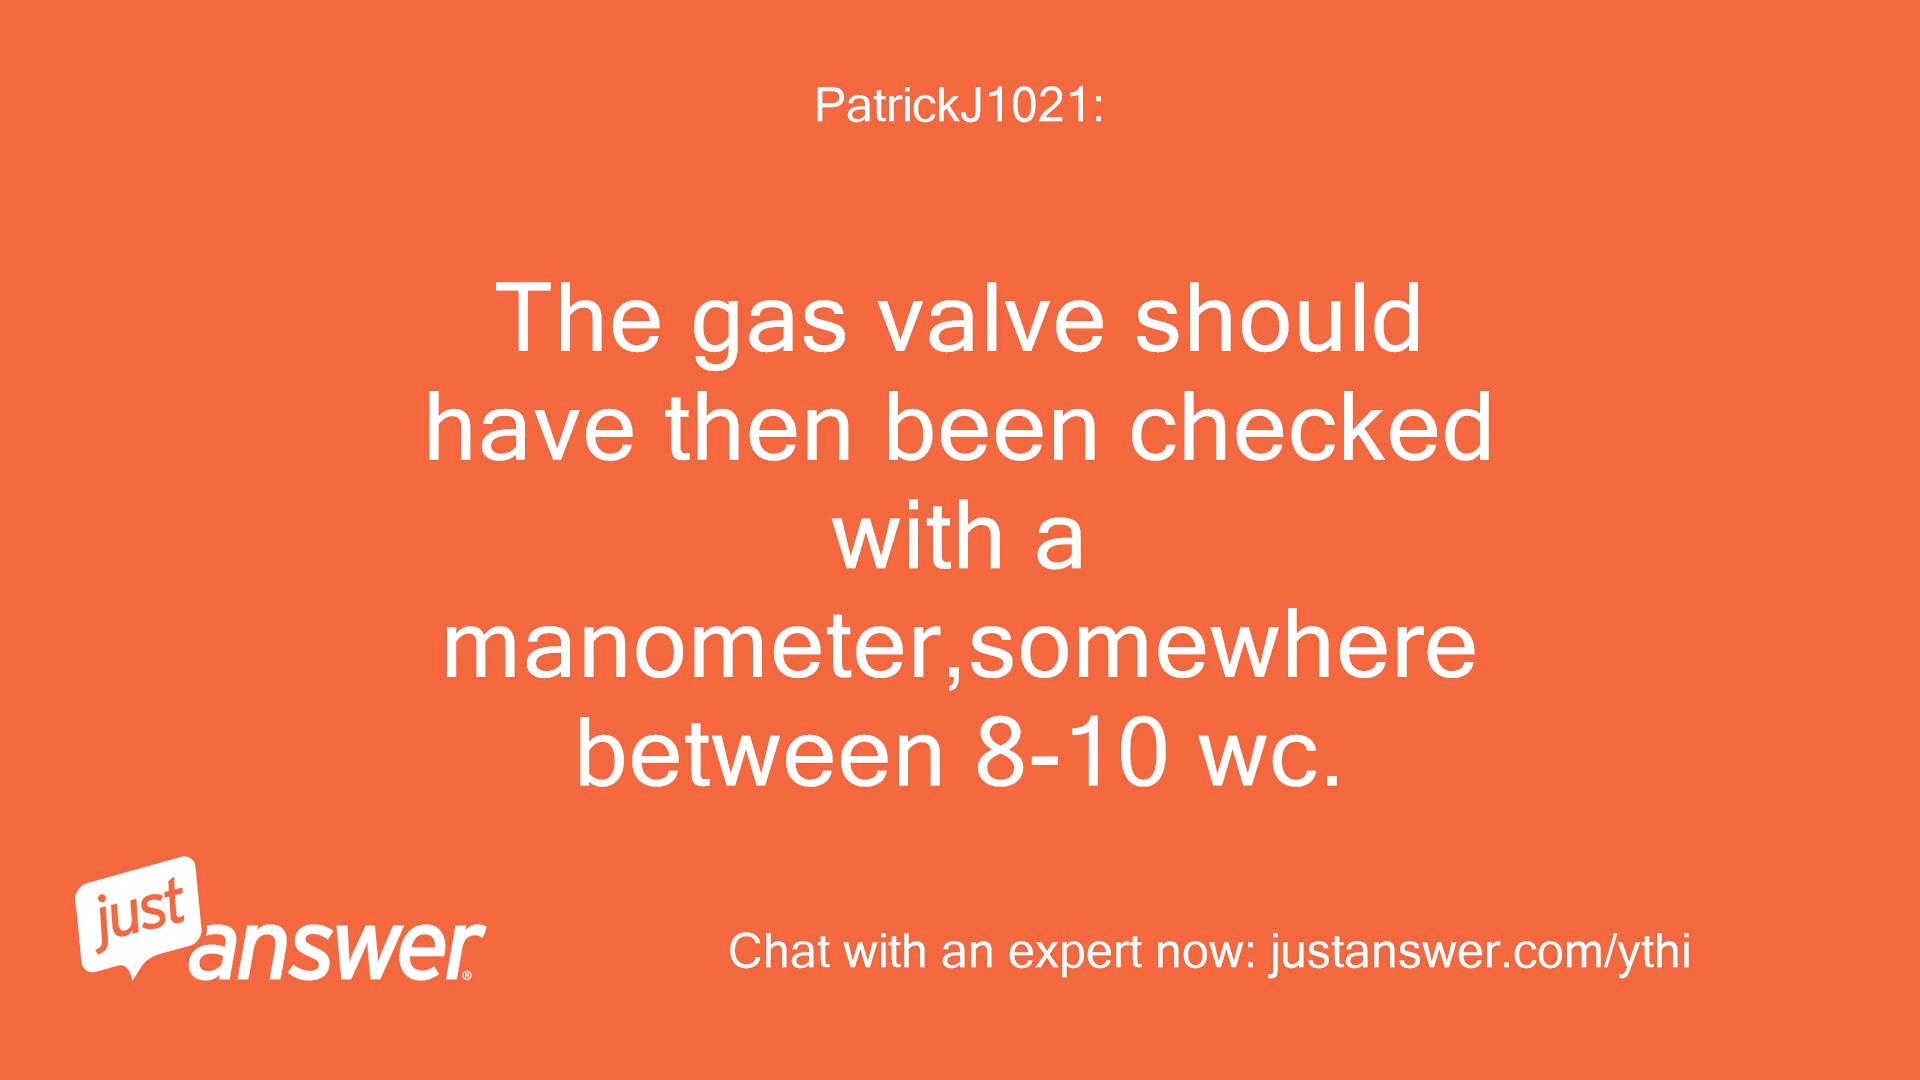 PatrickJ1021:
The gas valve should
have then been checked
with a
manometer,somewhere
between 8-10 wc.
just
answer®
Chat with an expert now: justanswer.com/ythi